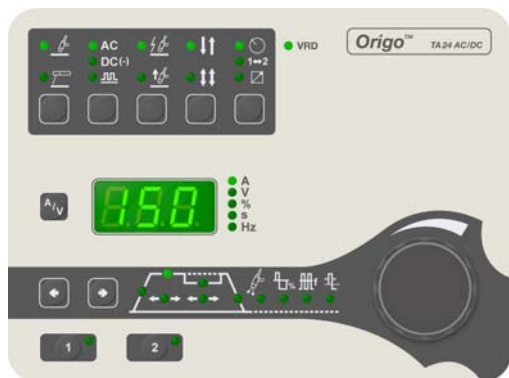 AC
VRD
Origo™ TA24 AC/DC
DC(-)
1↔2
A/V
150
A
V
%
s
Hz
% f
1
2